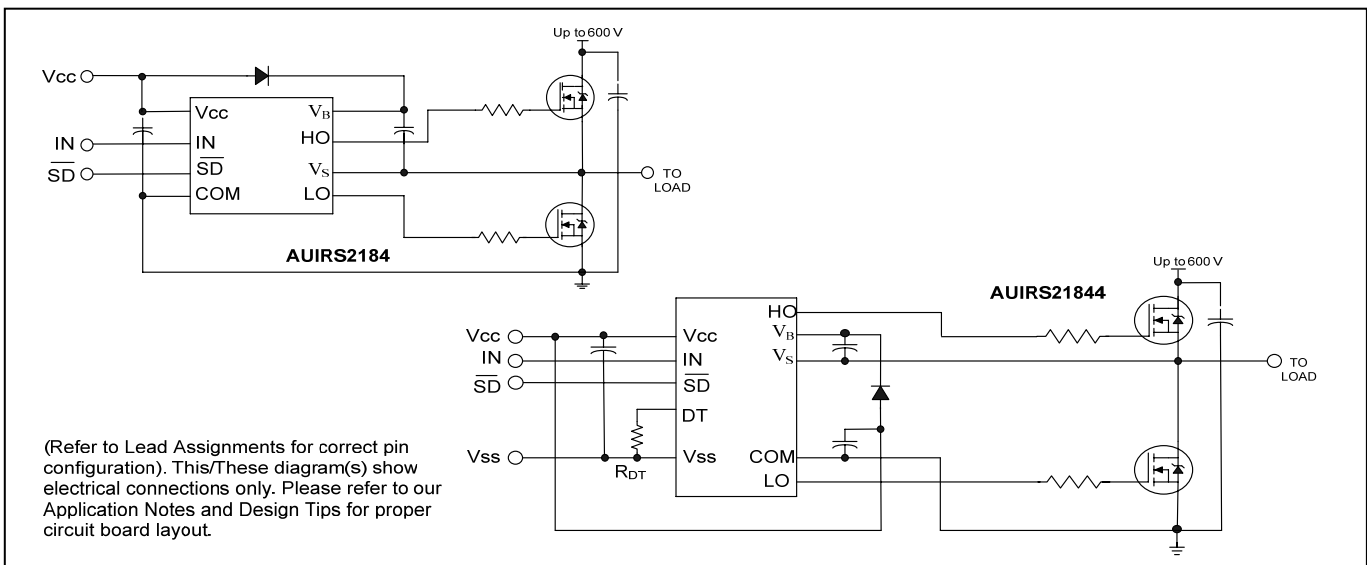 Up to 600 V
Vcc
Vcc
VB
HO
IN
IN
SD
SD
VS
TO
LOAD
COM
LO
AUIRS2184
Up to 600 V
AUIRS21844
HO
Vcc
Vcc
VB
IN
IN
VS
TO
LOAD
SD
SD
DT
Vss
RDT
Vss
COM
LO
(Refer to Lead Assignments for correct pin
configuration). This/These diagram(s) show
electrical connections only. Please refer to our
Application Notes and Design Tips for proper
circuit board layout.